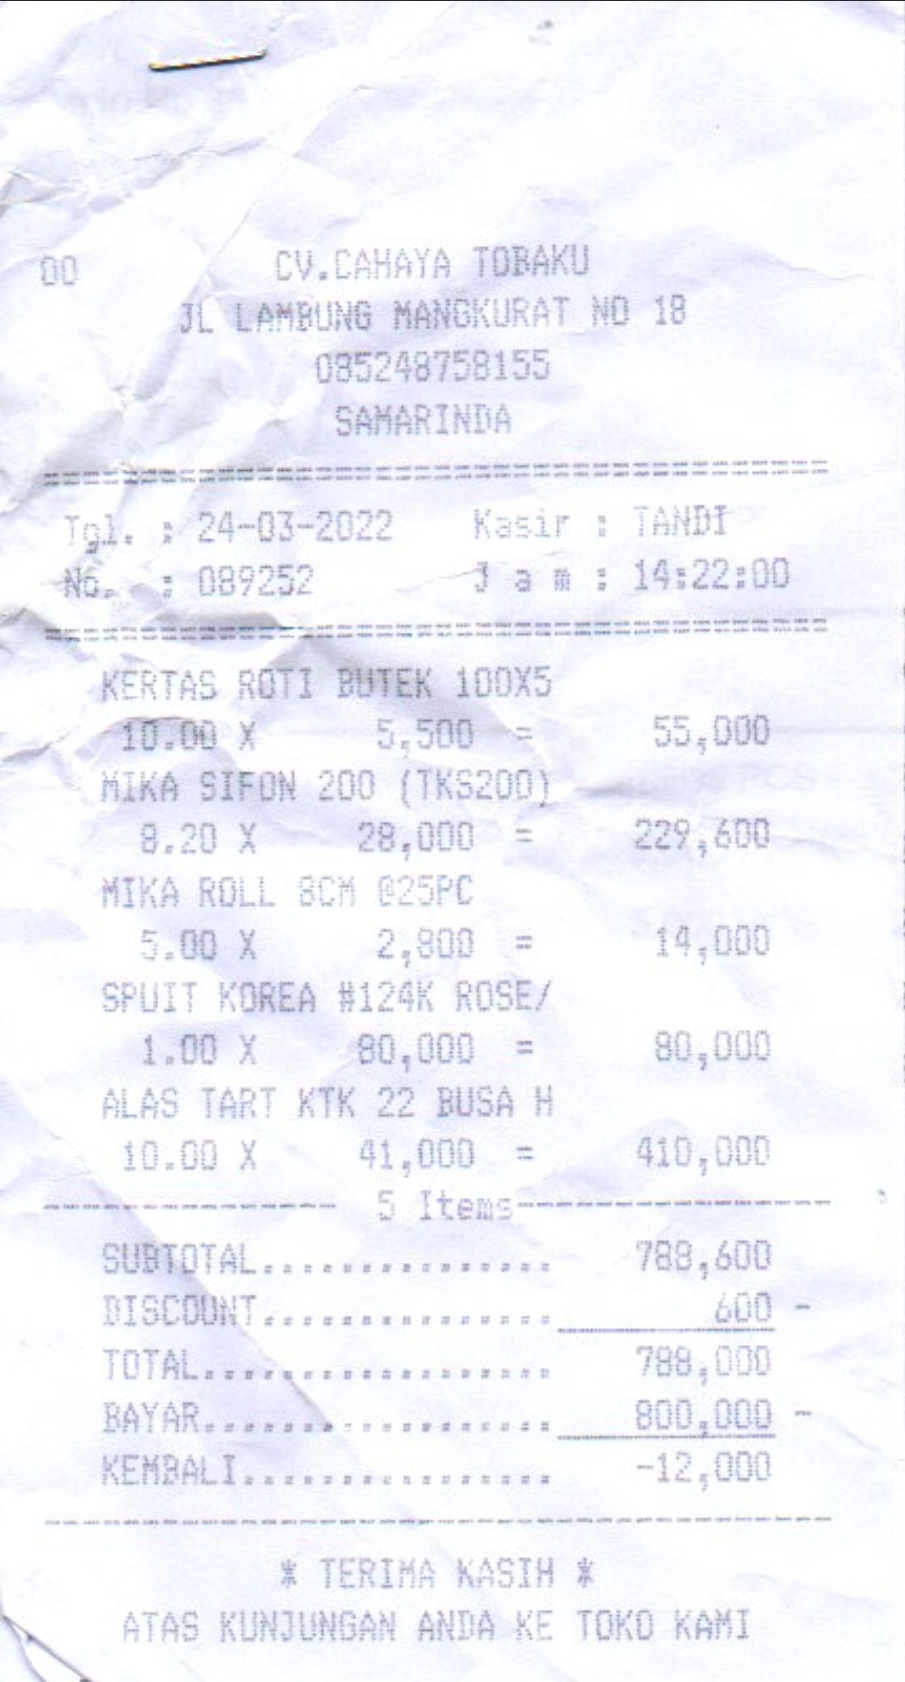 00 CV.CAHAYA TOBAKU
JL LAMBUNG MANGKURAT NO 18
085248758155
SAMARINDA
Tgl. : 24-03-2022 Kasir : TANDI
No. : 089252 J a m : 14:22:00
KERTAS ROTI BUTEK 100X5
10.00 X 5,500 = 55,000
MIKA SIFON 200 (TKS200)
8.20 X 28,000 = 229,600
MIKA ROLL 8CM @25PC
5.00 X 2,800 = 14,000
SPUIT KOREA #124K ROSE/
1.00 X 80,000 = 80,000
ALAS TART KTK 22 BUSA H
10.00 X 41,000 = 410,000
5 Items
SUBTOTAL............... 788,600
DISCOUNT................ 600 -
TOTAL.................. 788,000
BAYAR.................. 800,000 -
KEMBALI................ -12,000
* TERIMA KASIH *
ATAS KUNJUNGAN ANDA KE TOKO KAMI